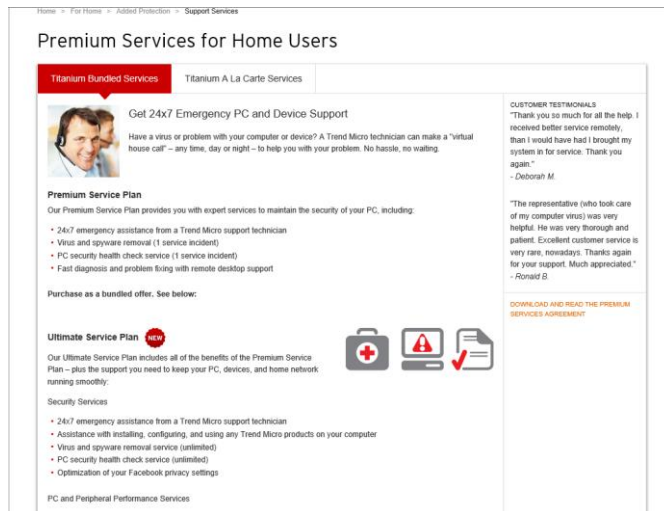 Home > For Home > Added Protection > Support Services
Premium Services for Home Users
Titanium Bundled Services
Titanium A La Carte Services
Get 24x7 Emergency PC and Device Support
Have a virus or problem with your computer or device? A Trend Micro technician can make a "virtual
house call" – any time, day or night – to help you with your problem. No hassle, no waiting.
Premium Service Plan
Our Premium Service Plan provides you with expert services to maintain the security of your PC, including:
• 24x7 emergency assistance from a Trend Micro support technician
• Virus and spyware removal (1 service incident)
• PC security health check service (1 service incident)
• Fast diagnosis and problem fixing with remote desktop support
Purchase as a bundled offer. See below:
Ultimate Service Plan NEW
Our Ultimate Service Plan includes all of the benefits of the Premium Service
Plan – plus the support you need to keep your PC, devices, and home network
running smoothly:
Security Services
• 24x7 emergency assistance from a Trend Micro support technician
• Assistance with installing, configuring, and using any Trend Micro products on your computer
• Virus and spyware removal service (unlimited)
• PC security health check service (unlimited)
• Optimization of your Facebook privacy settings
PC and Peripheral Performance Services
CUSTOMER TESTIMONIALS
"Thank you so much for all the help. I
received better service remotely,
than I would have had I brought my
system in for service. Thank you
again."
- Deborah M.
"The representative (who took care
of my computer virus) was very
helpful. He was very thorough and
patient. Excellent customer service is
very rare, nowadays. Thanks again
for your support. Much appreciated."
- Ronald B.
DOWNLOAD AND READ THE PREMIUM
SERVICES AGREEMENT